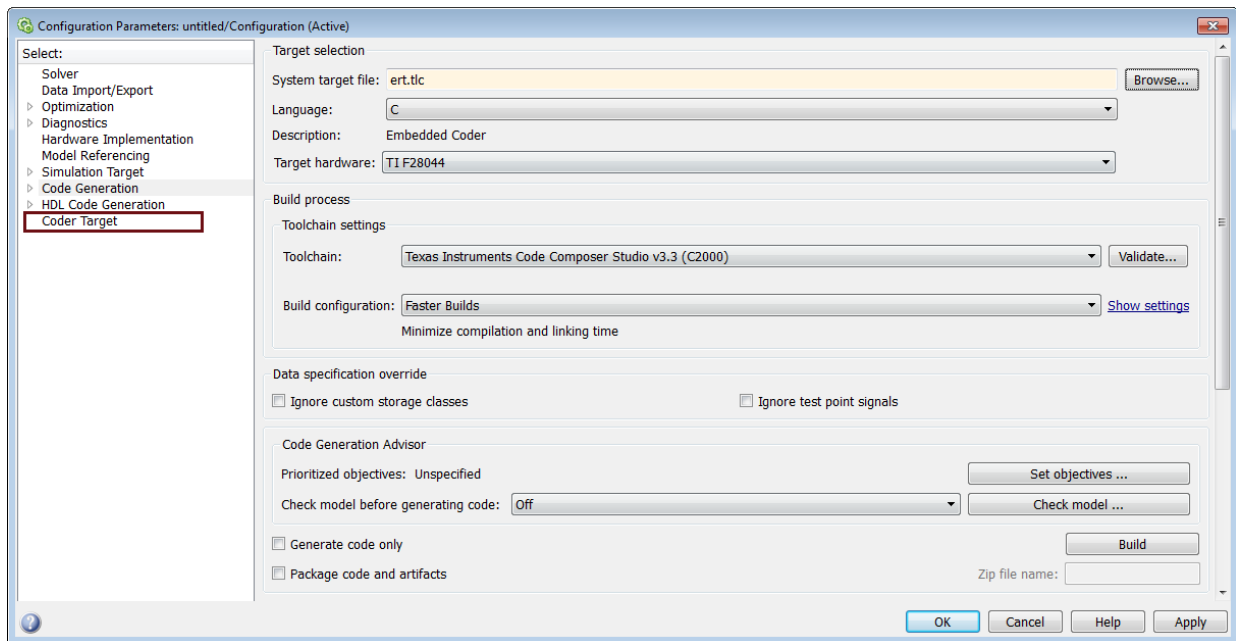 Configuration Parameters: untitled/Configuration (Active)
Select:
Solver
Data Import/Export
Optimization
Diagnostics
Hardware Implementation
Model Referencing
Simulation Target
Code Generation
HDL Code Generation
Coder Target
Target selection
System target file: ert.tlc Browse...
Language: C
Description: Embedded Coder
Target hardware: TI F28044
Build process
Toolchain settings
Toolchain: Texas Instruments Code Composer Studio v3.3 (C2000) Validate...
Build configuration: Faster Builds Show settings
Minimize compilation and linking time
Data specification override
Ignore custom storage classes Ignore test point signals
Code Generation Advisor
Prioritized objectives: Unspecified Set objectives ...
Check model before generating code: Off Check model ...
Generate code only Build
Package code and artifacts Zip file name:
OK Cancel Help Apply